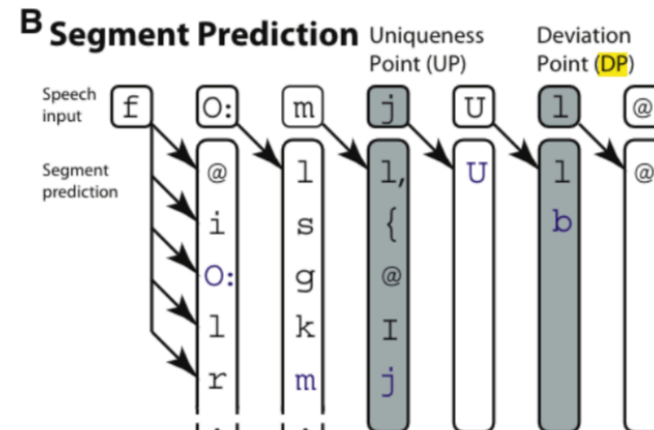 B Segment Prediction
Uniqueness
Point (UP)
Deviation
Point (DP)
Speech
input
f O: m j U l @
Segment
prediction
@ l l, U l @
i s { b
O: g @
l k I
r m j